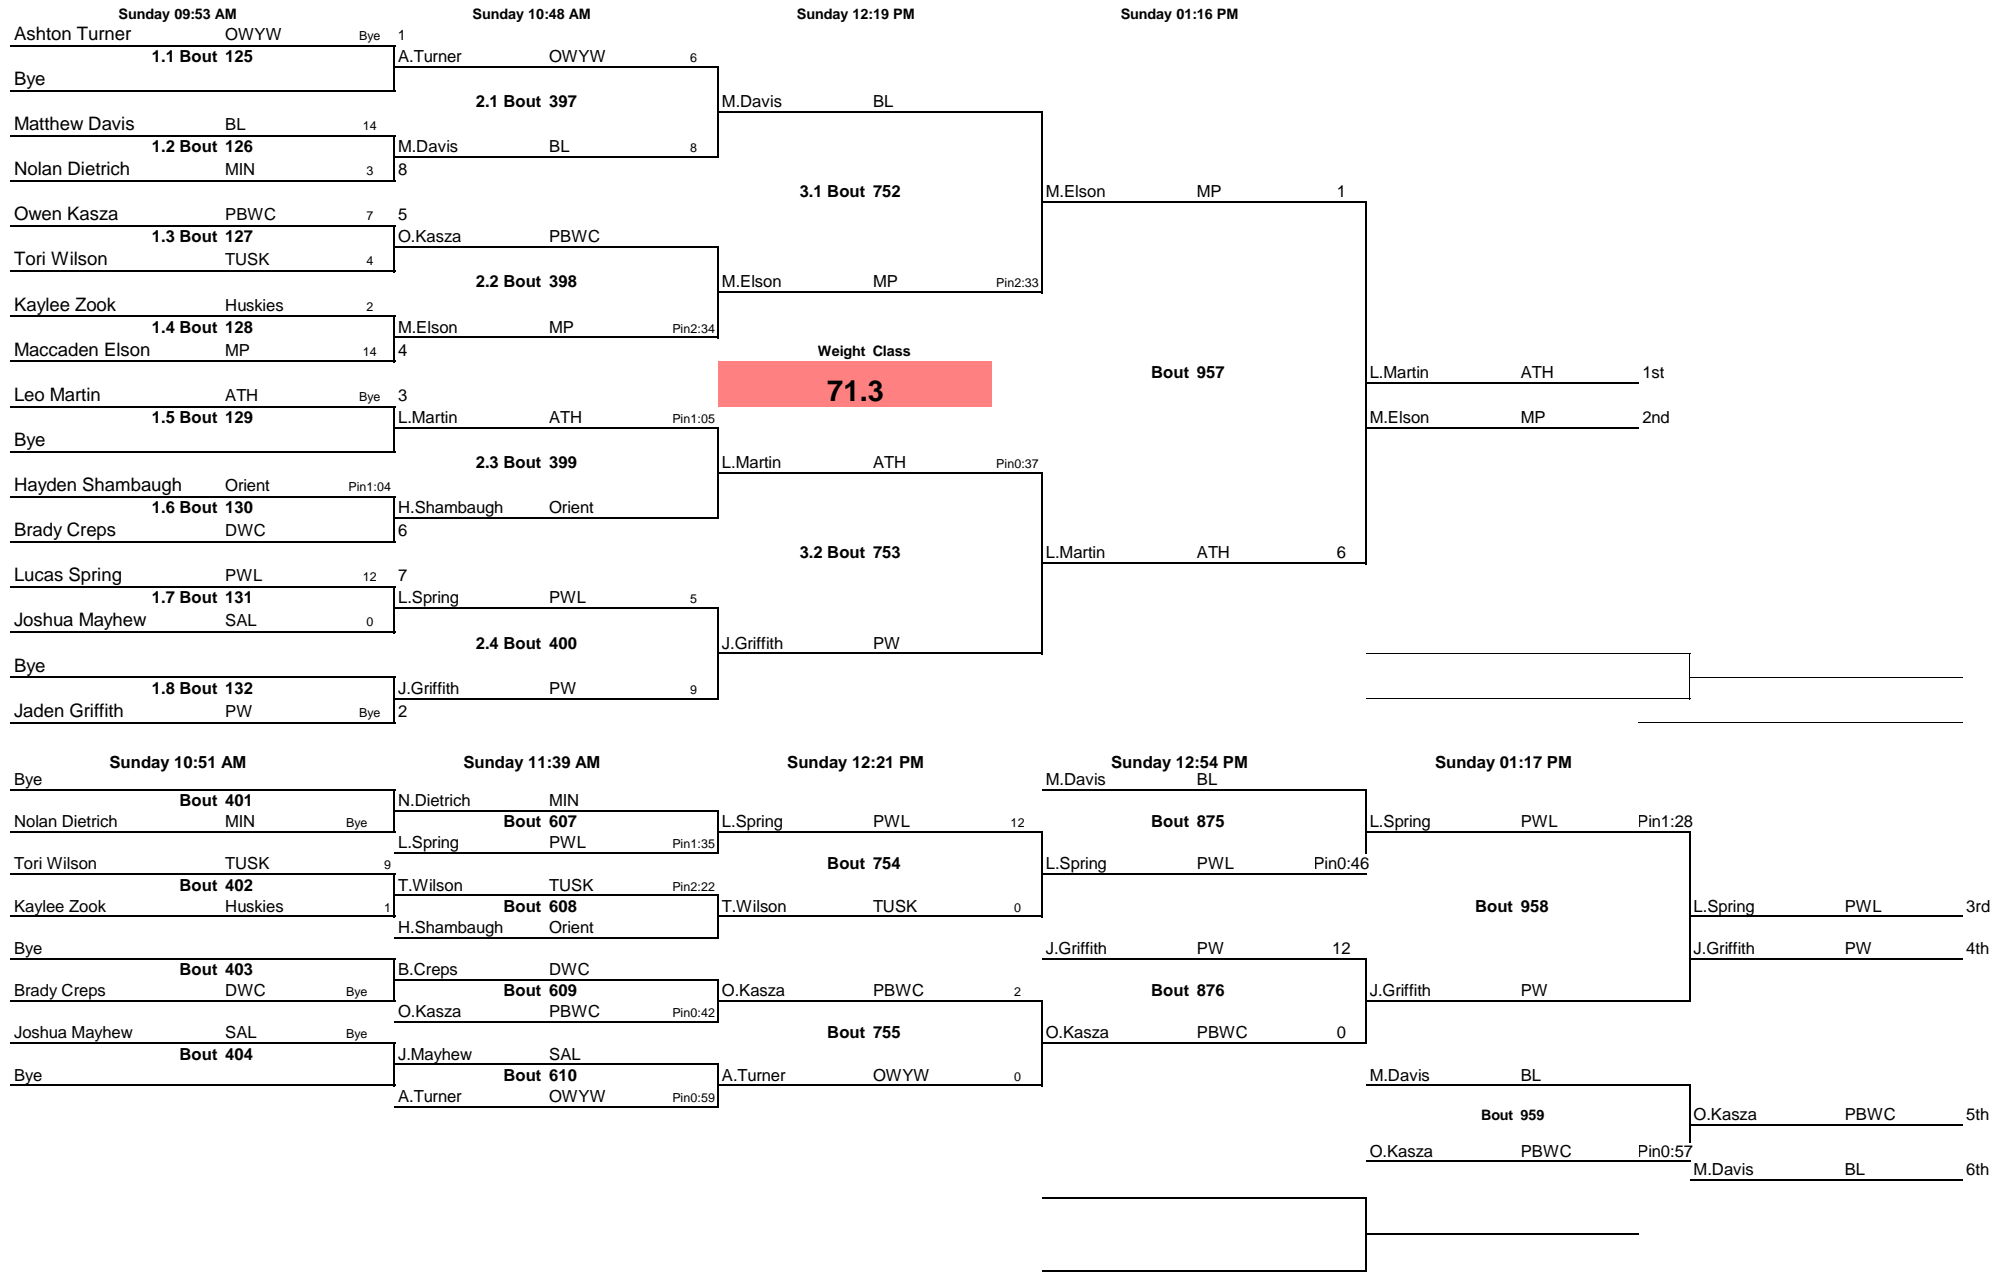 Sunday 09:53 AM Sunday 10:48 AM Sunday 12:19 PM Sunday 01:16 PM
Ashton Turner OWYW Bye 1
1.1 Bout 125 A.Turner OWYW 6
Bye
2.1 Bout 397 M.Davis BL
Matthew Davis BL 14
1.2 Bout 126 M.Davis BL 8
Nolan Dietrich MIN 3 8
3.1 Bout 752 M.Elson MP 1
Owen Kasza PBWC 7 5
1.3 Bout 127 O.Kasza PBWC
Tori Wilson TUSK 4
2.2 Bout 398 M.Elson MP Pin2:33
Kaylee Zook Huskies 2
1.4 Bout 128 M.Elson MP Pin2:34
Maccaden Elson MP 14 4 Weight Class
Bout 957 L.Martin ATH 1st
71.3
Leo Martin ATH Bye 3
1.5 Bout 129 L.Martin ATH Pin1:05 M.Elson MP 2nd
Bye
2.3 Bout 399 L.Martin ATH Pin0:37
Hayden Shambaugh Orient Pin1:04
1.6 Bout 130 H.Shambaugh Orient
Brady Creps DWC 6
3.2 Bout 753 L.Martin ATH 6
Lucas Spring PWL 12 7
1.7 Bout 131 L.Spring PWL 5
Joshua Mayhew SAL 0
2.4 Bout 400 J.Griffith PW
Bye
1.8 Bout 132 J.Griffith PW 9
Jaden Griffith PW Bye 2
Sunday 10:51 AM Sunday 11:39 AM Sunday 12:21 PM Sunday 12:54 PM Sunday 01:17 PM
Bye M.Davis BL
Bout 401 N.Dietrich MIN
Nolan Dietrich MIN Bye Bout 607 L.Spring PWL 12 Bout 875 L.Spring PWL Pin1:28
L.Spring PWL Pin1:35
Tori Wilson TUSK 9 Bout 754 L.Spring PWL Pin0:46
Bout 402 T.Wilson TUSK Pin2:22
Kaylee Zook Huskies 1 Bout 608 T.Wilson TUSK 0 Bout 958 L.Spring PWL 3rd
H.Shambaugh Orient
Bye J.Griffith PW 12 J.Griffith PW 4th
Bout 403 B.Creps DWC
Brady Creps DWC Bye Bout 609 O.Kasza PBWC 2 Bout 876 J.Griffith PW
O.Kasza PBWC Pin0:42
Joshua Mayhew SAL Bye Bout 755 O.Kasza PBWC 0
Bout 404 J.Mayhew SAL
Bye Bout 610 A.Turner OWYW 0 M.Davis BL
A.Turner OWYW Pin0:59
Bout 959 O.Kasza PBWC 5th
O.Kasza PBWC Pin0:57
M.Davis BL 6th